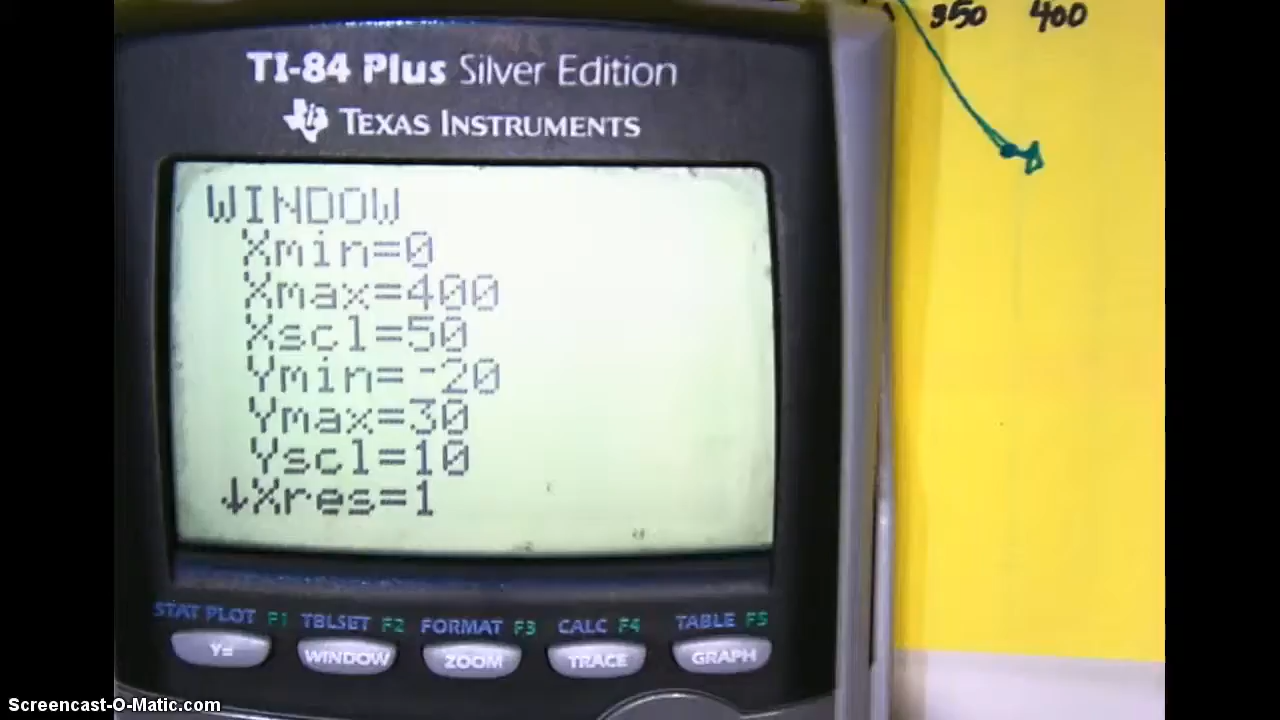 350 400
TI-84 Plus Silver Edition
TEXAS INSTRUMENTS
WINDOW
Xmin=0
Xmax=400
Xscl=50
Ymin=-20
Ymax=30
Yscl=10
↓Xres=1
STAT PLOT F1 TBLSET F2 FORMAT F3 CALC F4 TABLE F5
Y= WINDOW ZOOM TRACE GRAPH
Screencast-O-Matic.com